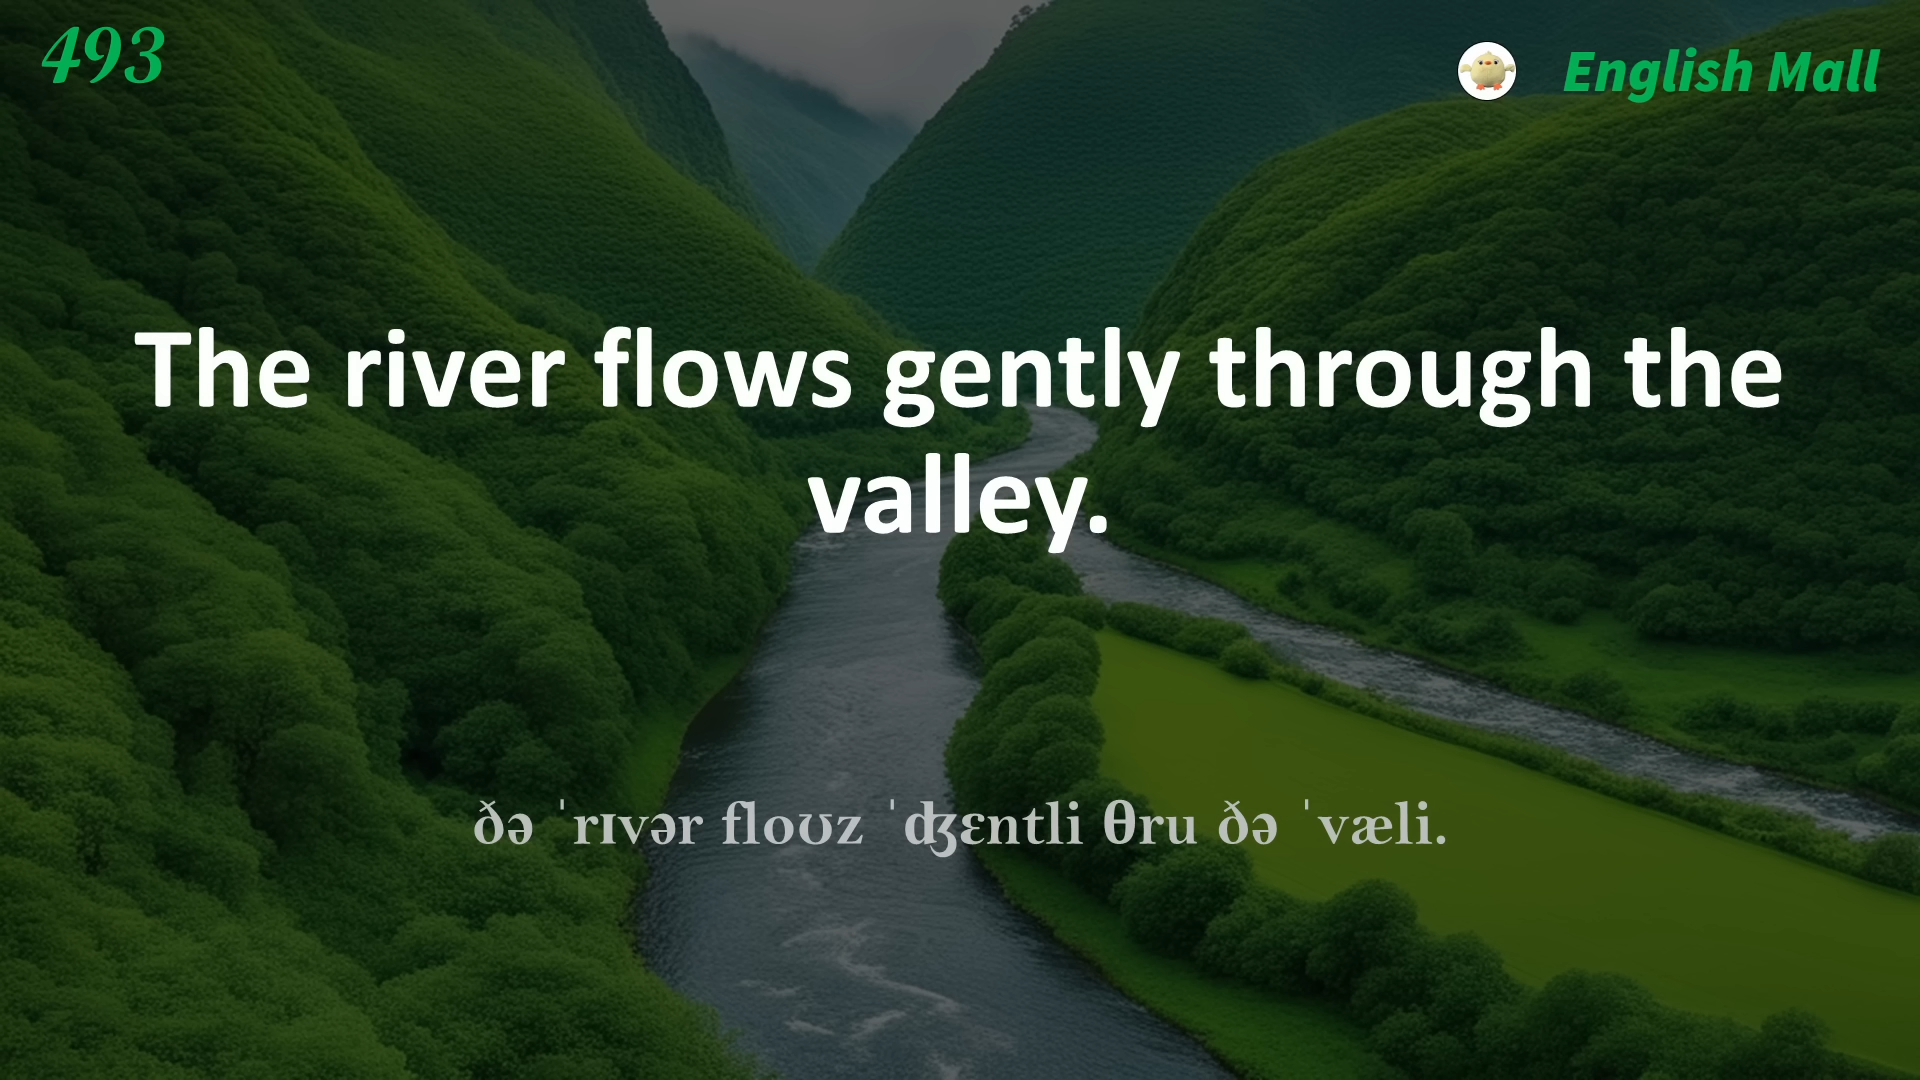 493
English Mall
The river flows gently through the
valley.
ðə ˈrɪvər floʊz ˈʤɛntli θru ðə ˈvæli.